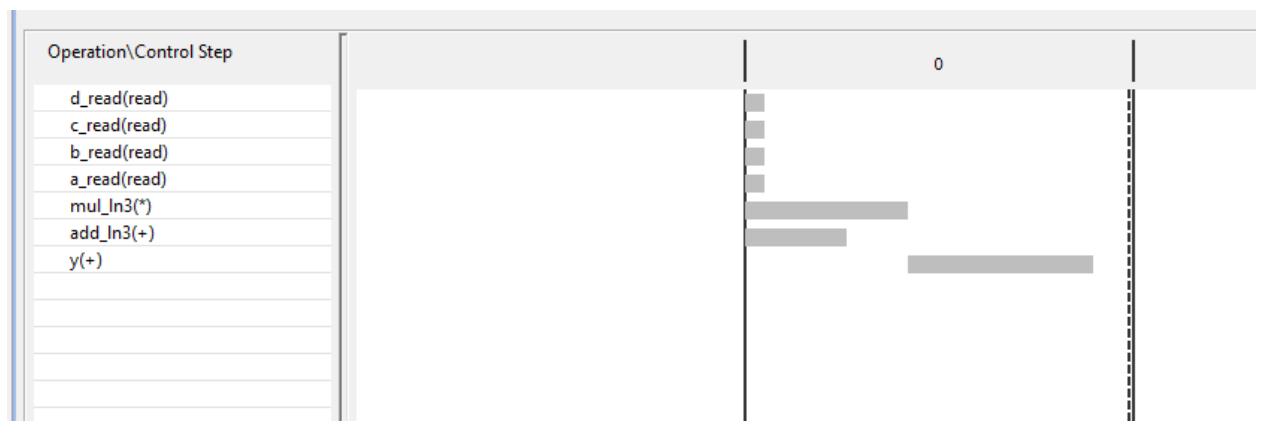 Operation\Control Step
0
d_read(read)
c_read(read)
b_read(read)
a_read(read)
mul_ln3(*)
add_ln3(+)
y(+)